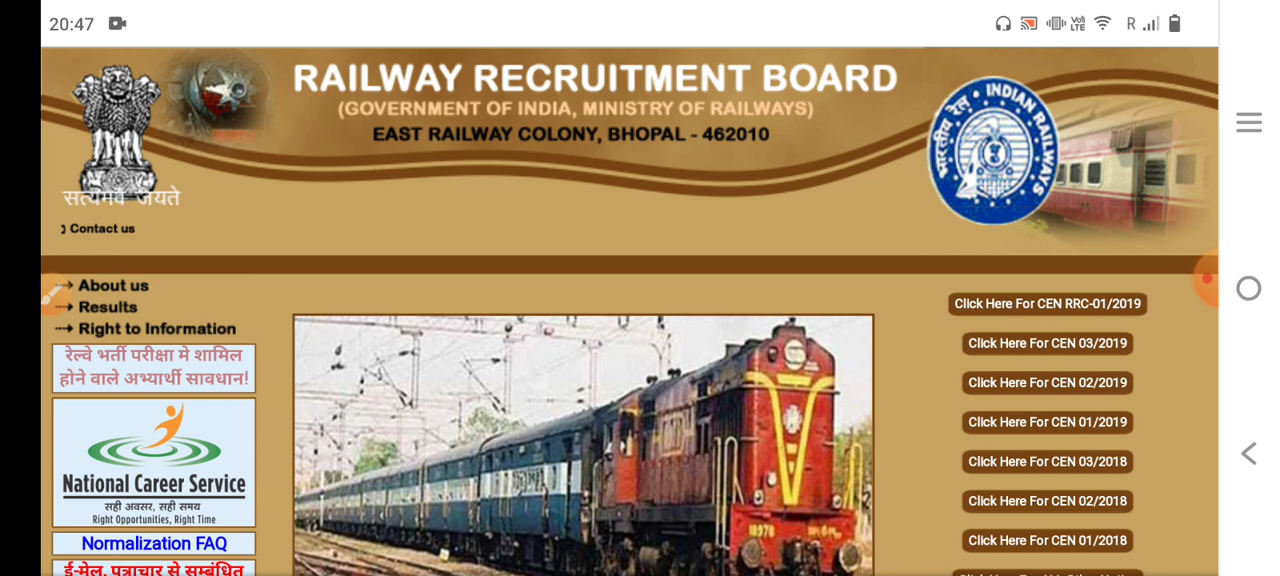 20:47
Vo)
LTE
R
RAILWAY RECRUITMENT BOARD
(GOVERNMENT OF INDIA, MINISTRY OF RAILWAYS)
EAST RAILWAY COLONY, BHOPAL - 462010
सत्यमेव जयते
भारतीय रेल
INDIAN RAILWAYS
Contact us
About us
Results
Right to Information
रेल्वे भर्ती परीक्षा मे शामिल
होने वाले अभ्यार्थी सावधान!
National Career Service
सही अवसर, सही समय
Right Opportunities, Right Time
Normalization FAQ
ई-मेल, पत्राचार से सम्बंधित
Click Here For CEN RRC-01/2019
Click Here For CEN 03/2019
Click Here For CEN 02/2019
Click Here For CEN 01/2019
Click Here For CEN 03/2018
Click Here For CEN 02/2018
Click Here For CEN 01/2018